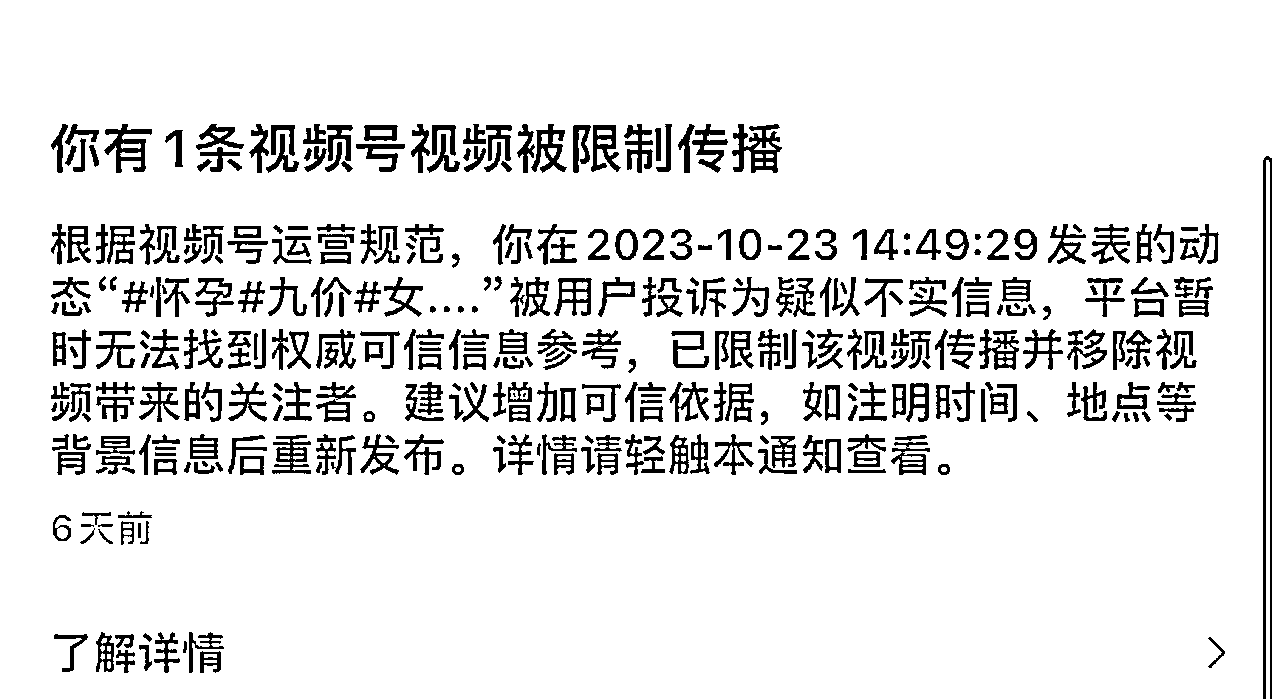 你有1条视频号视频被限制传播
根据视频号运营规范，你在2023-10-23 14:49:29发表的动
态“#怀孕#九价#女....”被用户投诉为疑似不实信息，平台暂
时无法找到权威可信信息参考，已限制该视频传播并移除视
频带来的关注者。建议增加可信依据，如注明时间、地点等
背景信息后重新发布。详情请轻触本通知查看。
6天前
了解详情